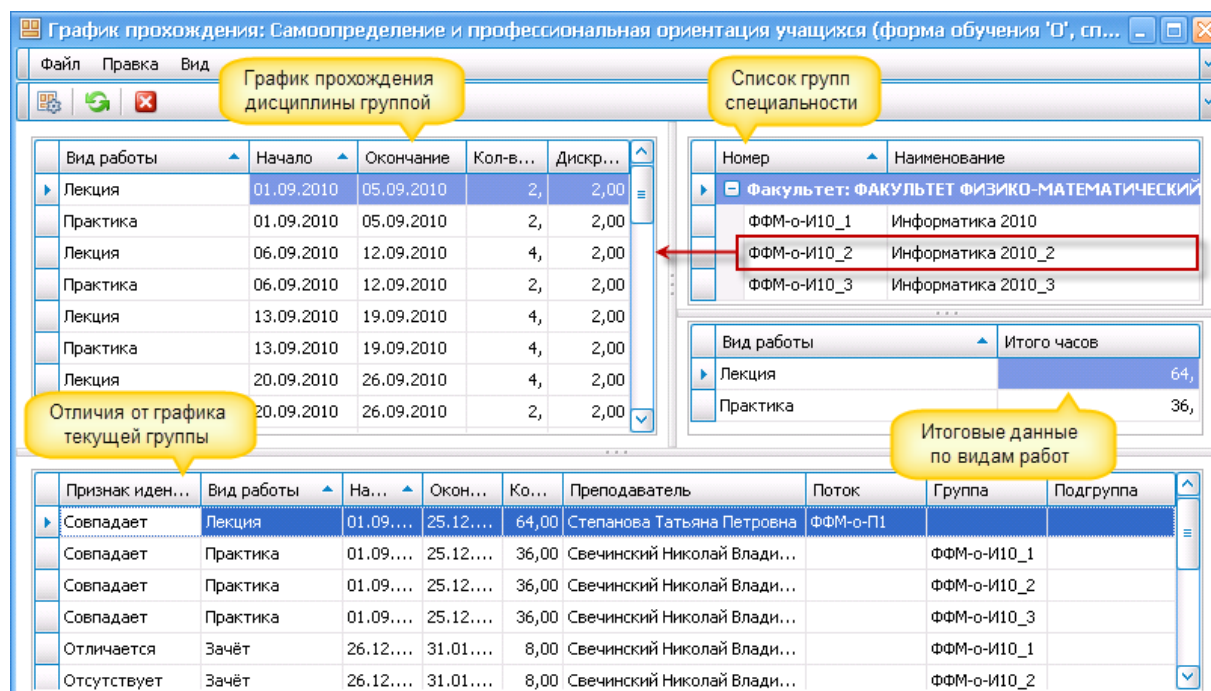 График прохождения: Самоопределение и профессиональная ориентация учащихся (форма обучения 'О', сп...
Файл Правка Вид
График прохождения
дисциплины группой
Список групп
специальности
Вид работы Начало Окончание Кол-в... Дискр...
Лекция 01.09.2010 05.09.2010 2, 2,00
Практика 01.09.2010 05.09.2010 2, 2,00
Лекция 06.09.2010 12.09.2010 4, 2,00
Практика 06.09.2010 12.09.2010 2, 2,00
Лекция 13.09.2010 19.09.2010 4, 2,00
Практика 13.09.2010 19.09.2010 4, 2,00
Лекция 20.09.2010 26.09.2010 4, 2,00
20.09.2010 26.09.2010 2, 2,00
Номер Наименование
Факультет: ФАКУЛЬТЕТ ФИЗИКО-МАТЕМАТИЧЕСКИЙ
ФФМ-о-И10_1 Информатика 2010
ФФМ-о-И10_2 Информатика 2010_2
ФФМ-о-И10_3 Информатика 2010_3
Вид работы Итого часов
Лекция 64,
Практика 36,
Отличия от графика
текущей группы
Итоговые данные
по видам работ
Признак иден... Вид работы На... Окон... Ко... Преподаватель Поток Группа Подгруппа
Совпадает Лекция 01.09.... 25.12.... 64,00 Степанова Татьяна Петровна ФФМ-о-П1
Совпадает Практика 01.09.... 25.12.... 36,00 Свечинский Николай Влади... ФФМ-о-И10_1
Совпадает Практика 01.09.... 25.12.... 36,00 Свечинский Николай Влади... ФФМ-о-И10_2
Совпадает Практика 01.09.... 25.12.... 36,00 Свечинский Николай Влади... ФФМ-о-И10_3
Отличается Зачёт 26.12.... 31.01.... 8,00 Свечинский Николай Влади... ФФМ-о-И10_1
Отсутствует Зачёт 26.12.... 31.01.... 8,00 Свечинский Николай Влади... ФФМ-о-И10_2